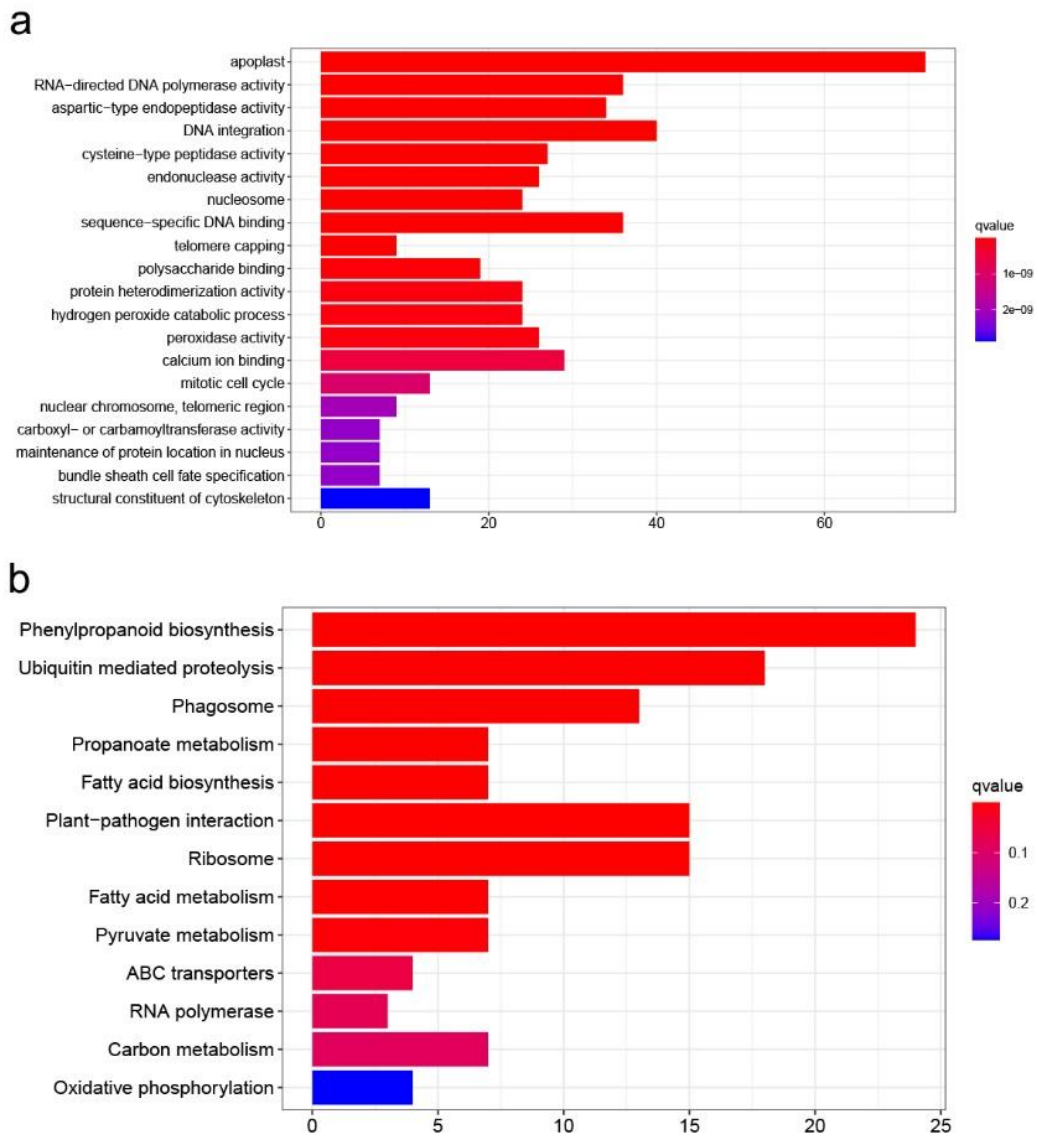 a
apoplast
RNA−directed DNA polymerase activity
aspartic−type endopeptidase activity
DNA integration
cysteine−type peptidase activity
endonuclease activity
nucleosome
sequence−specific DNA binding
telomere capping
polysaccharide binding
protein heterodimerization activity
hydrogen peroxide catabolic process
peroxidase activity
calcium ion binding
mitotic cell cycle
nuclear chromosome, telomeric region
carboxyl− or carbamoyltransferase activity
maintenance of protein location in nucleus
bundle sheath cell fate specification
structural constituent of cytoskeleton
0 20 40 60
qvalue
1e−09
2e−09
b
Phenylpropanoid biosynthesis
Ubiquitin mediated proteolysis
Phagosome
Propanoate metabolism
Fatty acid biosynthesis
Plant−pathogen interaction
Ribosome
Fatty acid metabolism
Pyruvate metabolism
ABC transporters
RNA polymerase
Carbon metabolism
Oxidative phosphorylation
0 5 10 15 20 25
qvalue
0.1
0.2